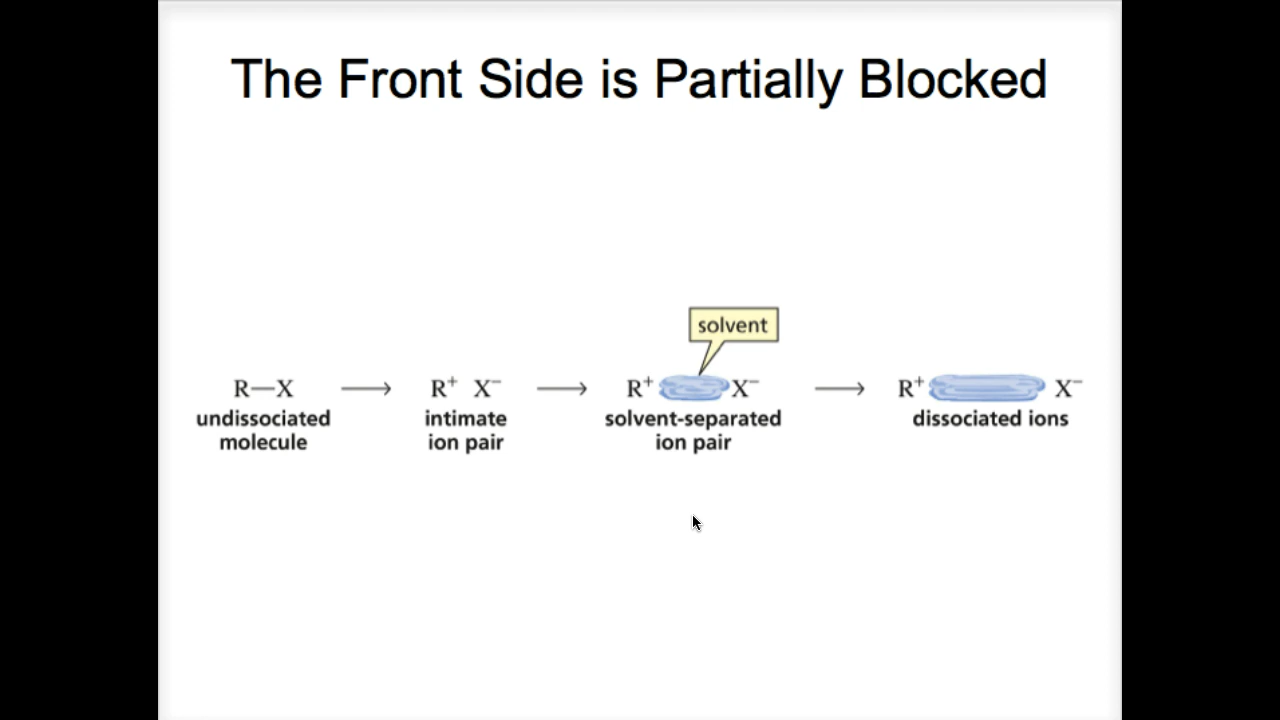 The Front Side is Partially Blocked
solvent
R—X ⟶ R⁺ X⁻ ⟶ R⁺ X⁻ ⟶ R⁺ X⁻
undissociated molecule
intimate ion pair
solvent-separated ion pair
dissociated ions